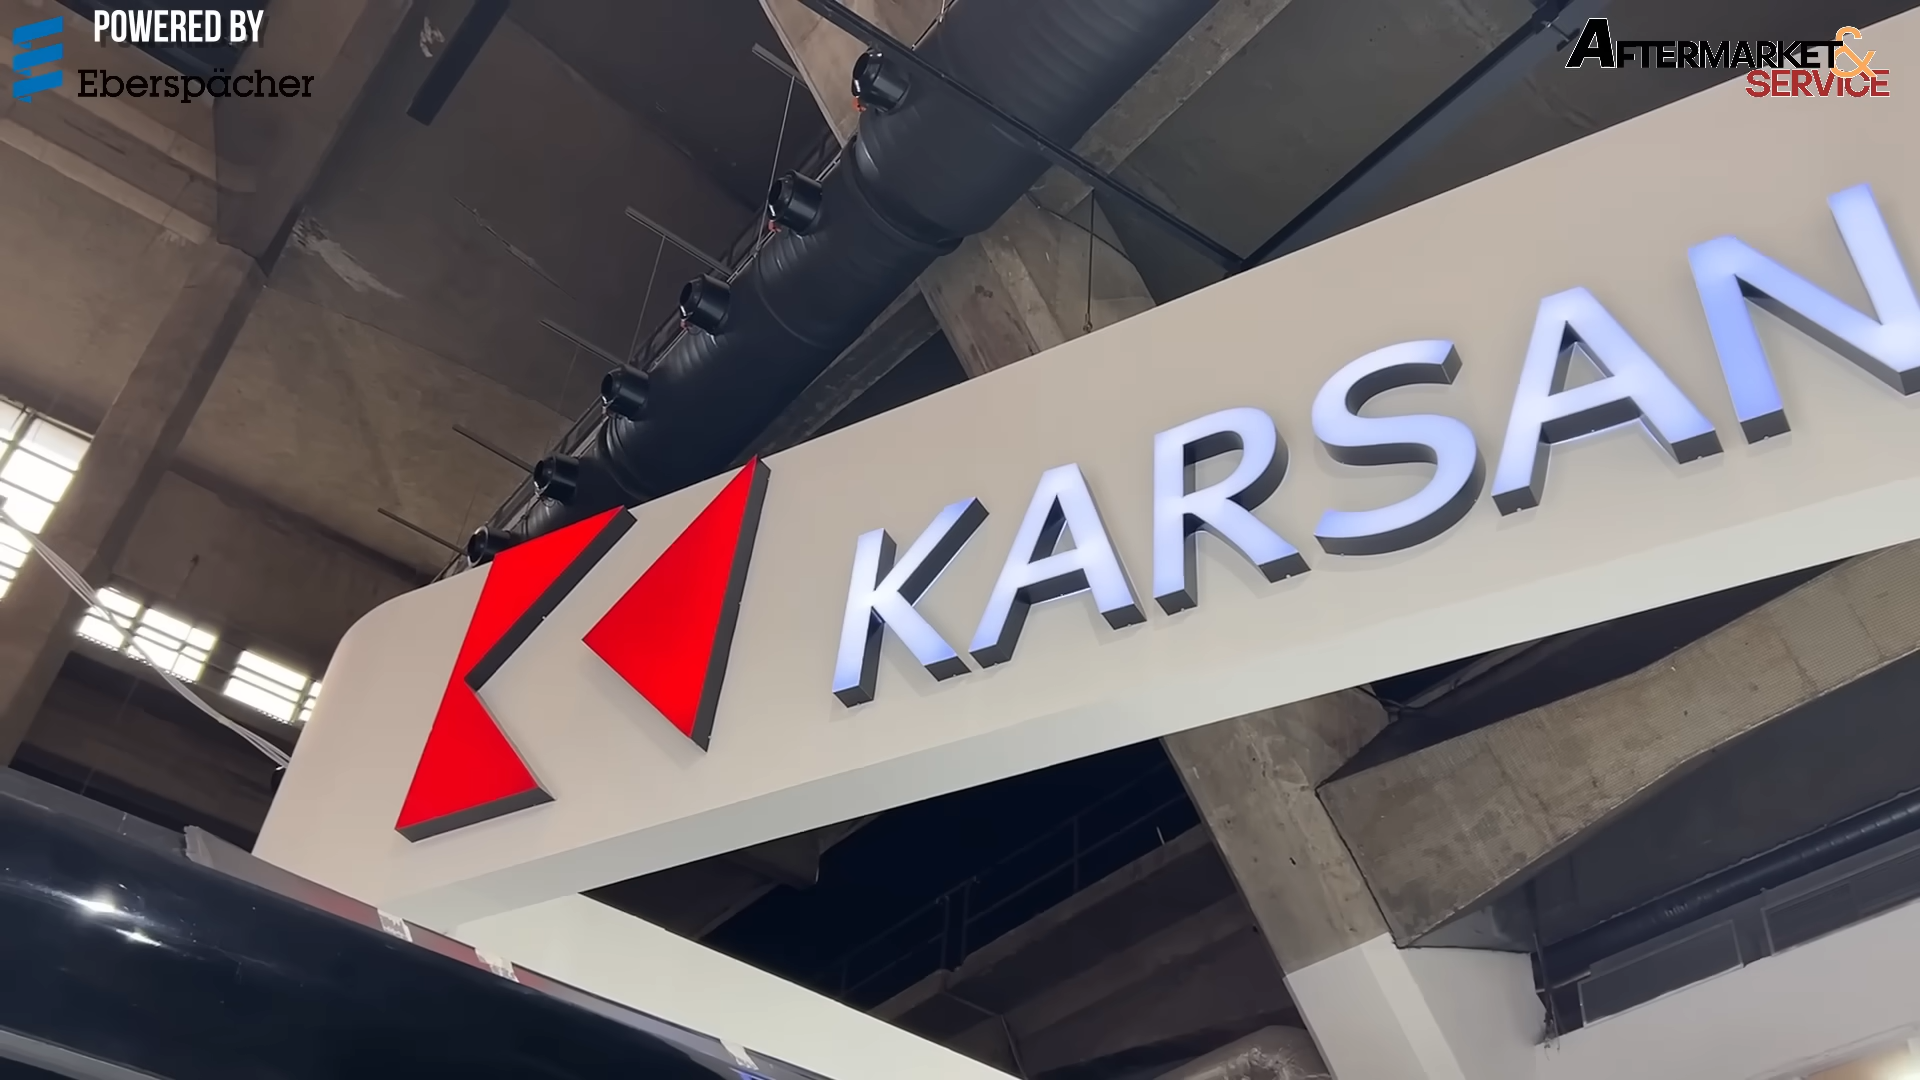 POWERED BY
Eberspächer
AFTERMARKET &
SERVICE
KARSAN